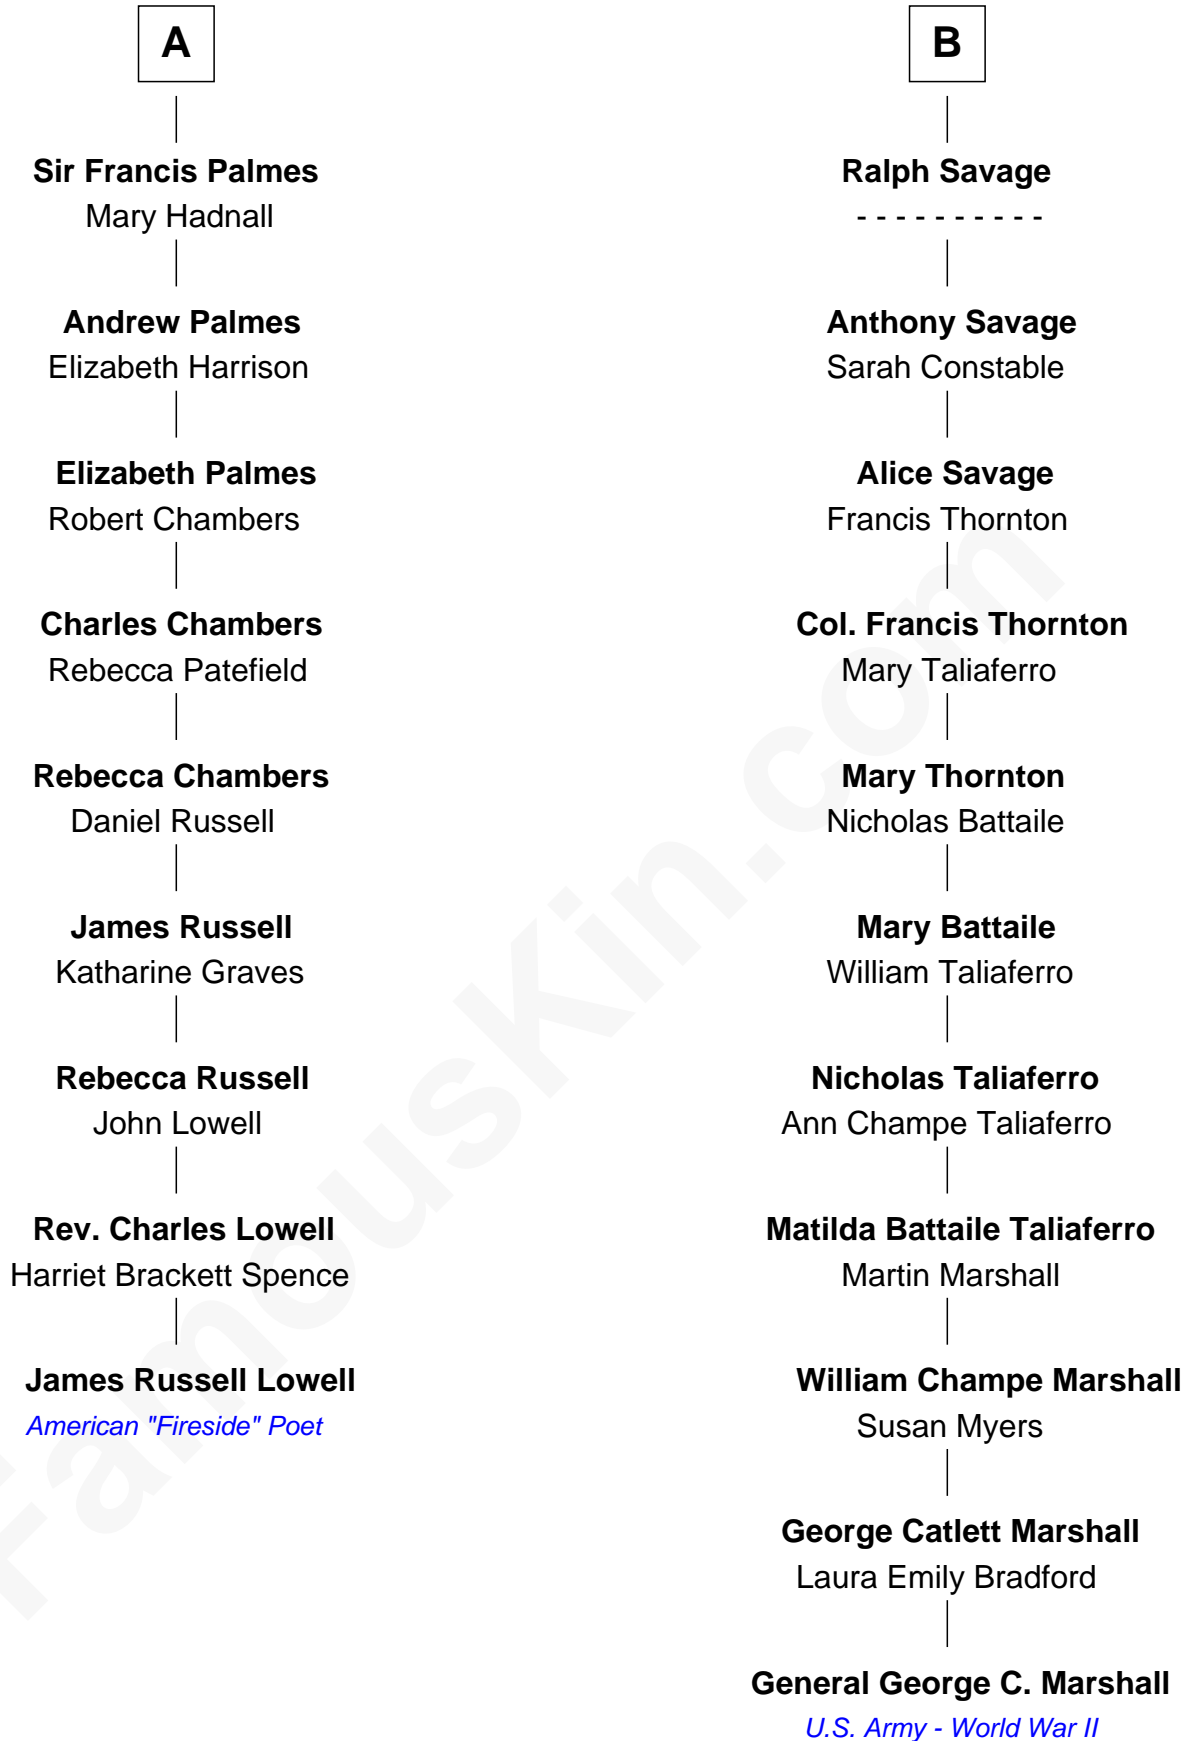 A
Sir Francis Palmes
Mary Hadnall
Andrew Palmes
Elizabeth Harrison
Elizabeth Palmes
Robert Chambers
Charles Chambers
Rebecca Patefield
Rebecca Chambers
Daniel Russell
James Russell
Katharine Graves
Rebecca Russell
John Lowell
Rev. Charles Lowell
Harriet Brackett Spence
James Russell Lowell
American "Fireside" Poet
B
Ralph Savage
- - - - - - - - - -
Anthony Savage
Sarah Constable
Alice Savage
Francis Thornton
Col. Francis Thornton
Mary Taliaferro
Mary Thornton
Nicholas Battaile
Mary Battaile
William Taliaferro
Nicholas Taliaferro
Ann Champe Taliaferro
Matilda Battaile Taliaferro
Martin Marshall
William Champe Marshall
Susan Myers
George Catlett Marshall
Laura Emily Bradford
General George C. Marshall
U.S. Army - World War II
FamousKin.com